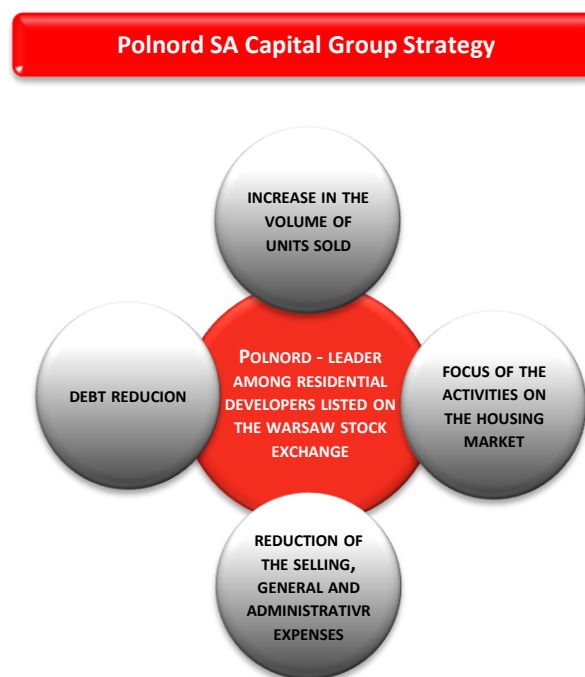 Polnord SA Capital Group Strategy
INCREASE IN THE
VOLUME OF
UNITS SOLD
DEBT REDUCION
POLNORD - LEADER
AMONG RESIDENTIAL
DEVELOPERS LISTED ON
THE WARSAW STOCK
EXCHANGE
FOCUS OF THE
ACTIVITIES ON
THE HOUSING
MARKET
REDUCTION OF
THE SELLING,
GENERAL AND
ADMINISTRATIVR
EXPENSES